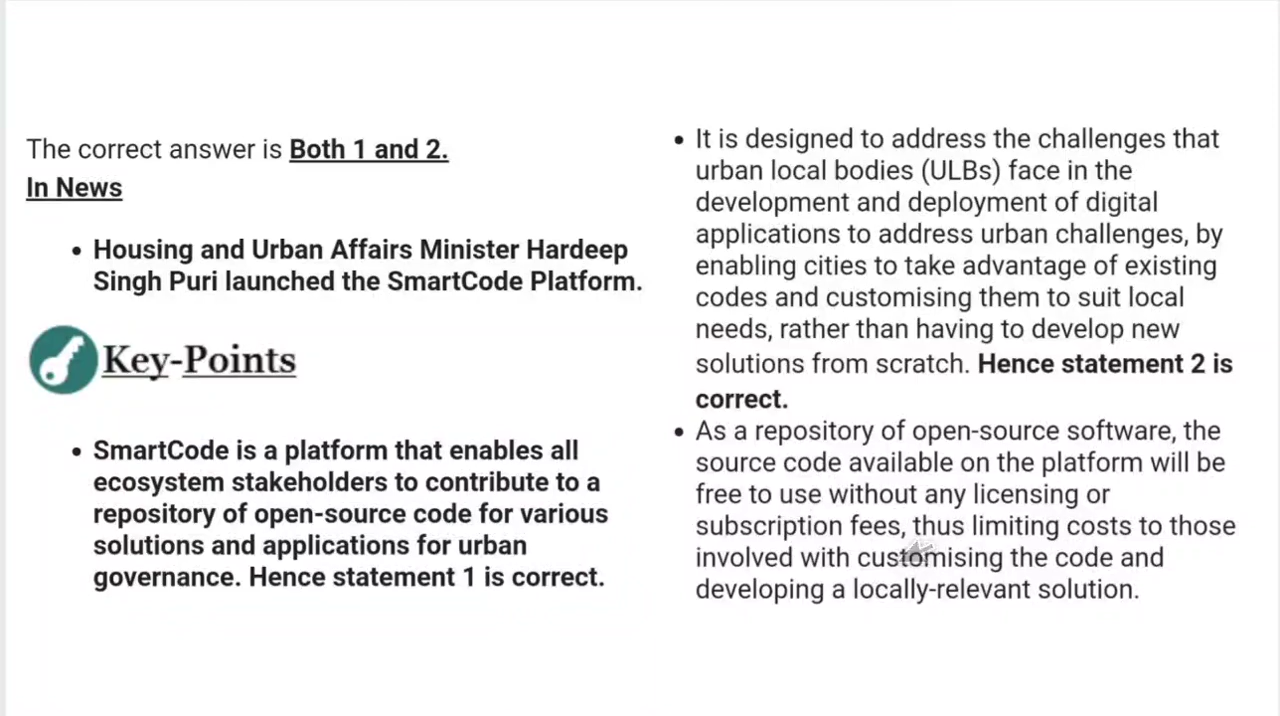 The correct answer is Both 1 and 2.
In News
• Housing and Urban Affairs Minister Hardeep
Singh Puri launched the SmartCode Platform.
Key-Points
• SmartCode is a platform that enables all
ecosystem stakeholders to contribute to a
repository of open-source code for various
solutions and applications for urban
governance. Hence statement 1 is correct.
• It is designed to address the challenges that
urban local bodies (ULBs) face in the
development and deployment of digital
applications to address urban challenges, by
enabling cities to take advantage of existing
codes and customising them to suit local
needs, rather than having to develop new
solutions from scratch. Hence statement 2 is
correct.
• As a repository of open-source software, the
source code available on the platform will be
free to use without any licensing or
subscription fees, thus limiting costs to those
involved with customising the code and
developing a locally-relevant solution.